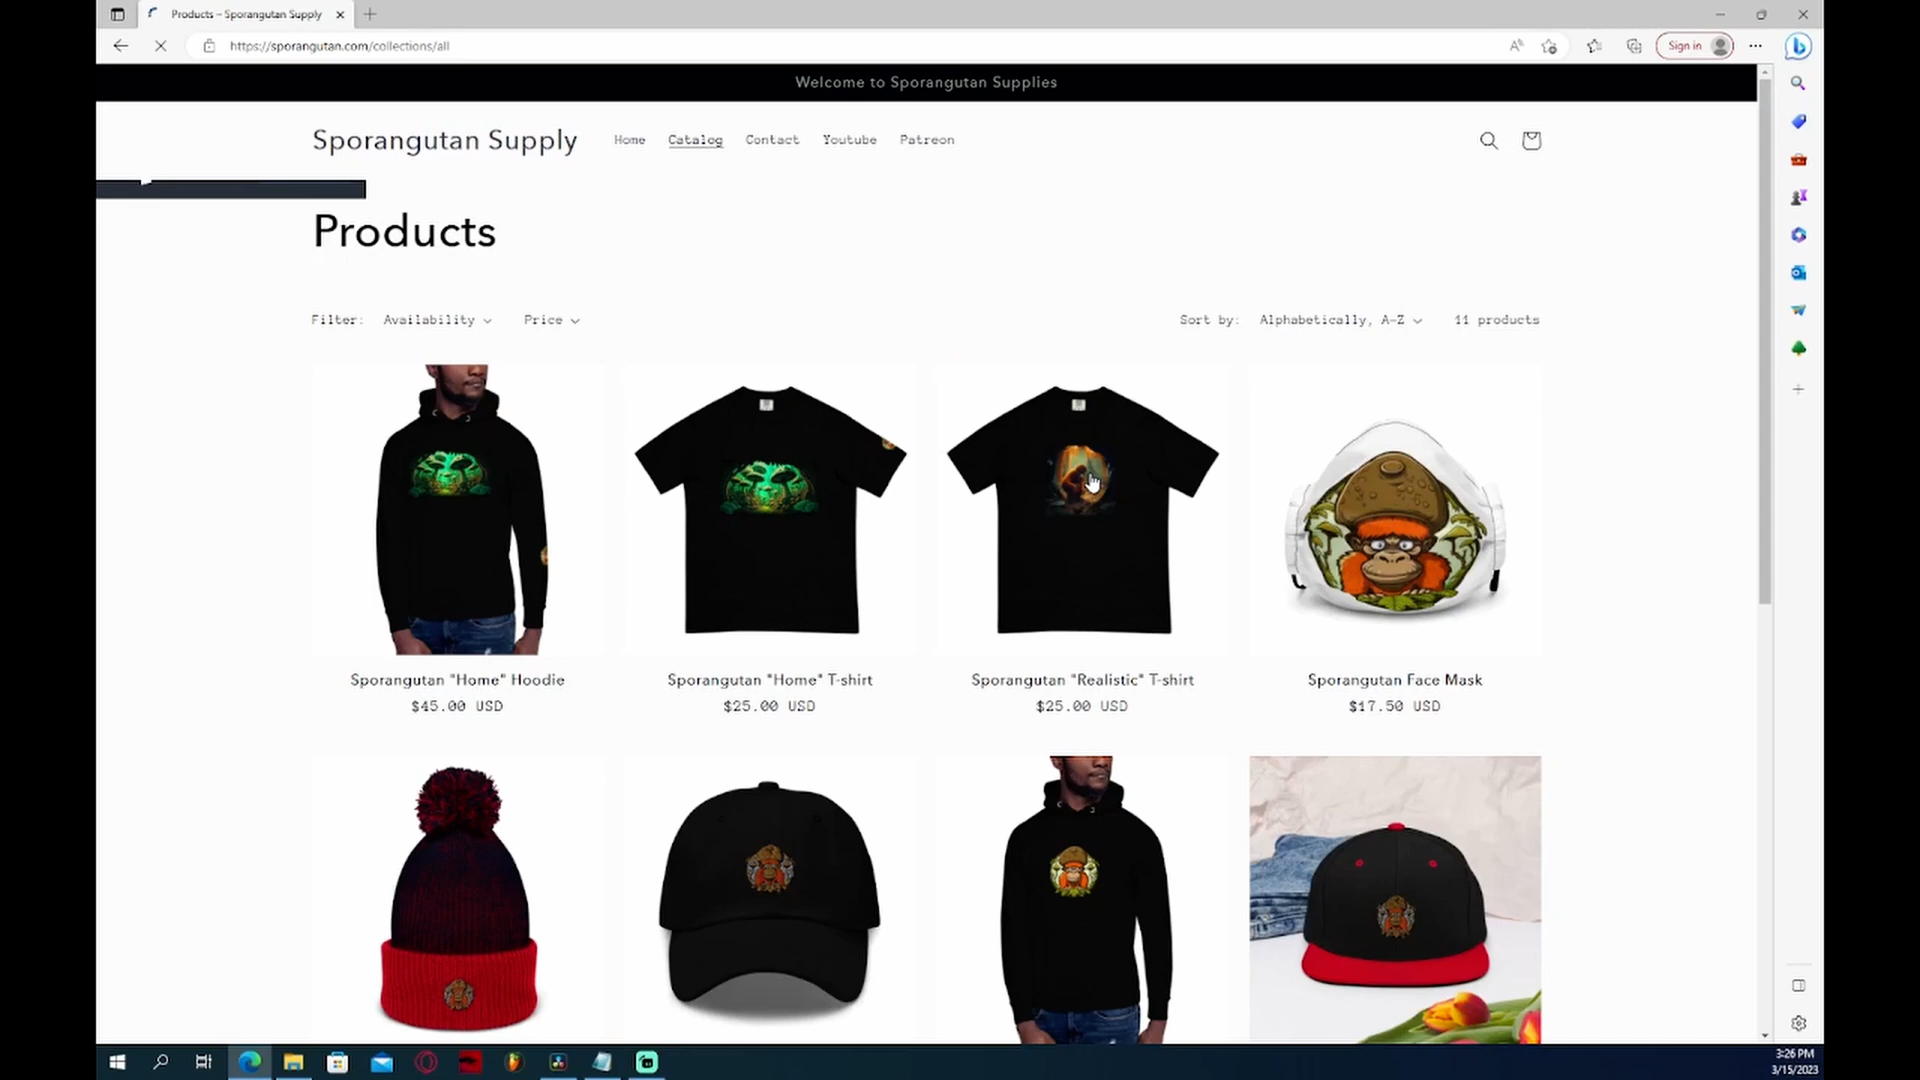 Products – Sporangutan Supply
https://sporangutan.com/collections/all
Sign in
Welcome to Sporangutan Supplies
Sporangutan Supply
Home
Catalog
Contact
Youtube
Patreon
Products
Filter:
Availability
Price
Sort by:
Alphabetically, A-Z
11 products
Sporangutan "Home" Hoodie
$45.00 USD
Sporangutan "Home" T-shirt
$25.00 USD
Sporangutan "Realistic" T-shirt
$25.00 USD
Sporangutan Face Mask
$17.50 USD
3:26 PM
3/15/2023